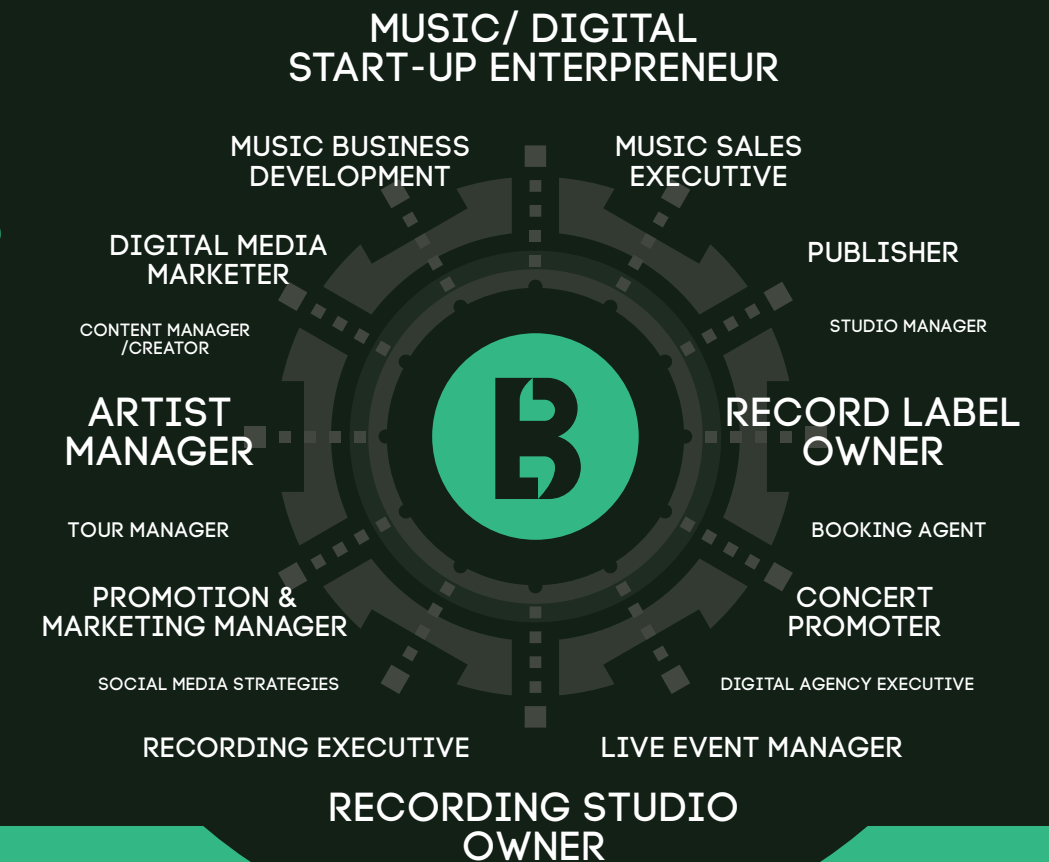 MUSIC/ DIGITAL
START-UP ENTERPRENEUR
MUSIC BUSINESS
DEVELOPMENT
MUSIC SALES
EXECUTIVE
DIGITAL MEDIA
MARKETER
PUBLISHER
CONTENT MANAGER
/CREATOR
STUDIO MANAGER
ARTIST
MANAGER
RECORD LABEL
OWNER
B
TOUR MANAGER
BOOKING AGENT
PROMOTION &
MARKETING MANAGER
CONCERT
PROMOTER
SOCIAL MEDIA STRATEGIES
DIGITAL AGENCY EXECUTIVE
RECORDING EXECUTIVE
LIVE EVENT MANAGER
RECORDING STUDIO
OWNER